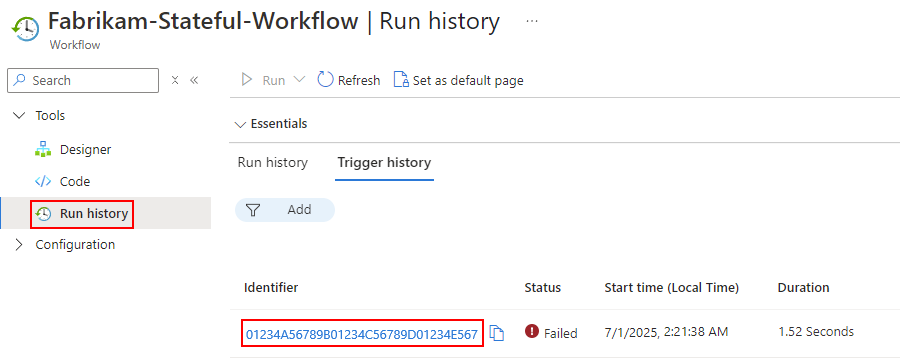 Fabrikam-Stateful-Workflow | Run history ...
Workflow
Search
Run Refresh Set as default page
Tools
Designer
Code
Run history
Configuration
Essentials
Run history Trigger history
Add
Identifier Status Start time (Local Time) Duration
01234A56789B01234C56789D01234E567 Failed 7/1/2025, 2:21:38 AM 1.52 Seconds